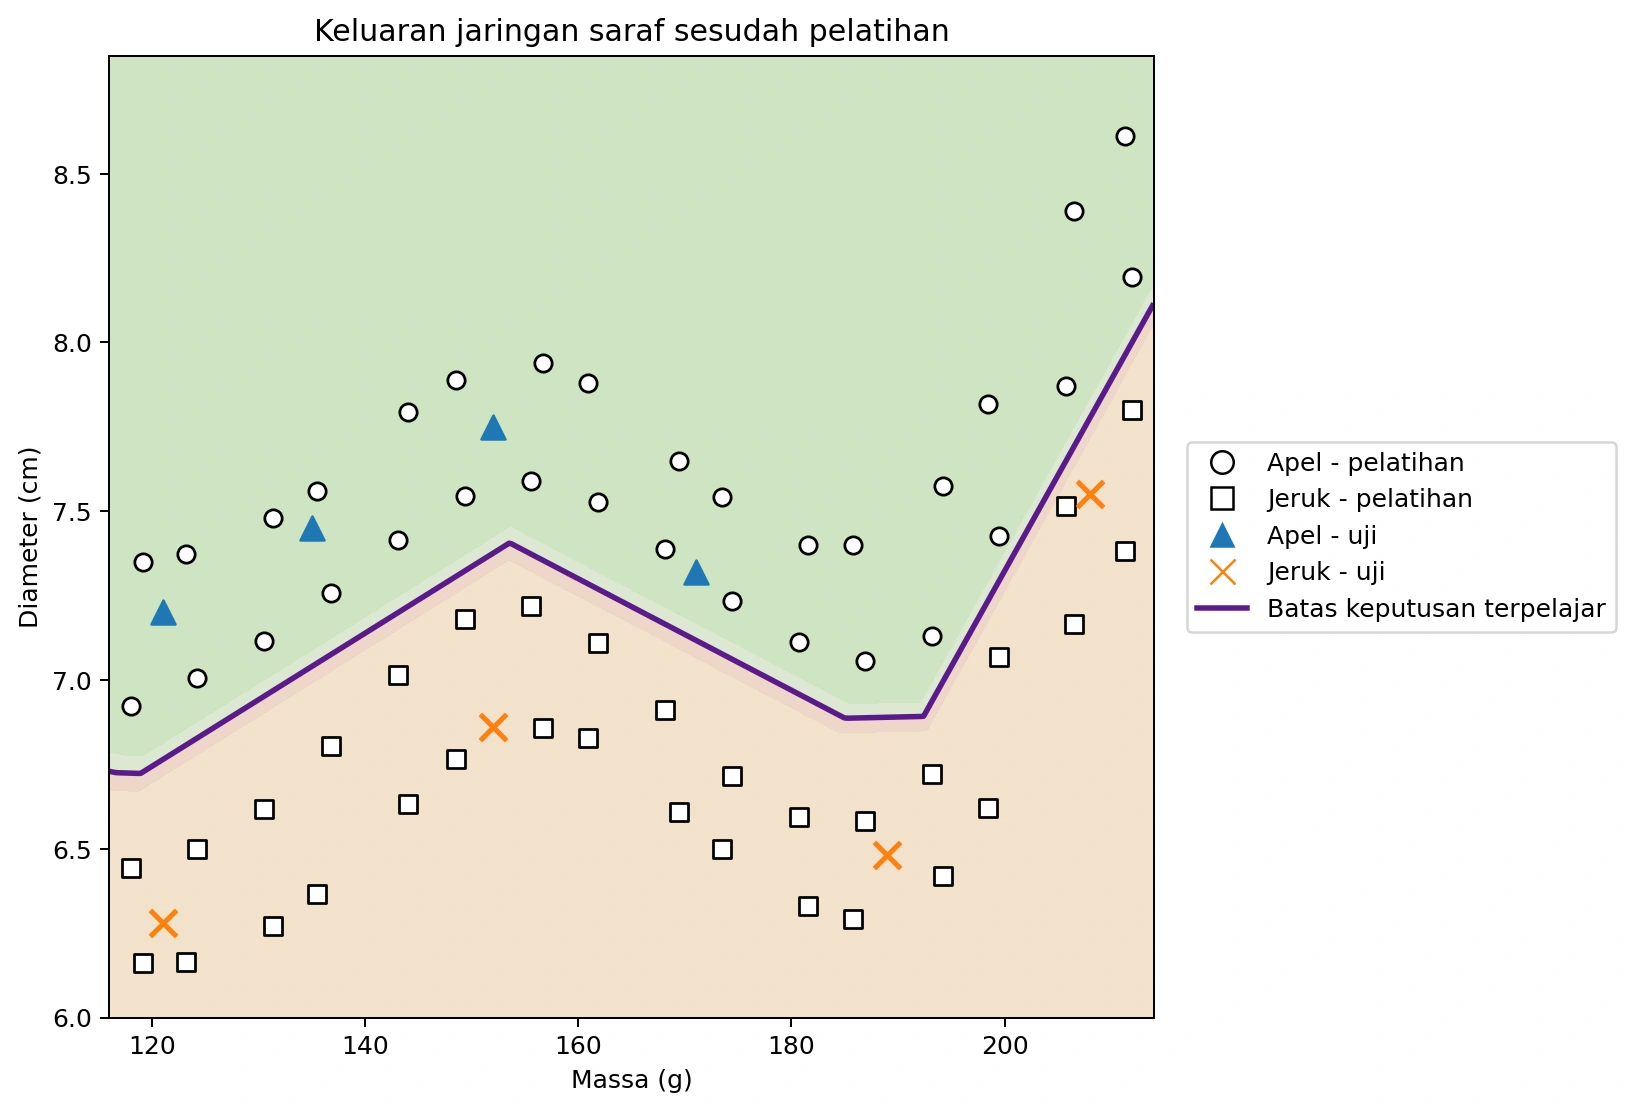 Keluaran jaringan saraf sesudah pelatihan
Diameter (cm)
8.5
8.0
7.5
7.0
6.5
6.0
120 140 160 180 200
Massa (g)
Apel - pelatihan
Jeruk - pelatihan
Apel - uji
Jeruk - uji
Batas keputusan terpelajar